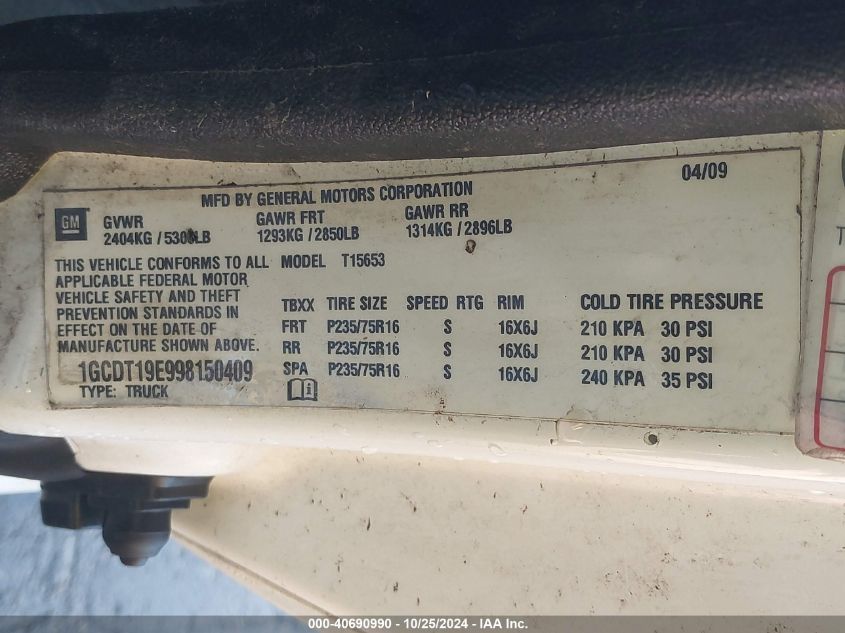 MFD BY GENERAL MOTORS CORPORATION 04/09
GM
GVWR GAWR FRT GAWR RR
2404KG / 5300LB 1293KG / 2850LB 1314KG / 2896LB
THIS VEHICLE CONFORMS TO ALL
APPLICABLE FEDERAL MOTOR
VEHICLE SAFETY AND THEFT
PREVENTION STANDARDS IN
EFFECT ON THE DATE OF
MANUFACTURE SHOWN ABOVE.
1GCDT19E998150409
TYPE: TRUCK
MODEL T15653
TBXX TIRE SIZE SPEED RTG RIM COLD TIRE PRESSURE
FRT P235/75R16 S 16X6J 210 KPA 30 PSI
RR P235/75R16 S 16X6J 210 KPA 30 PSI
SPA P235/75R16 S 16X6J 240 KPA 35 PSI
T
000-40690990 - 10/25/2024 - IAA Inc.